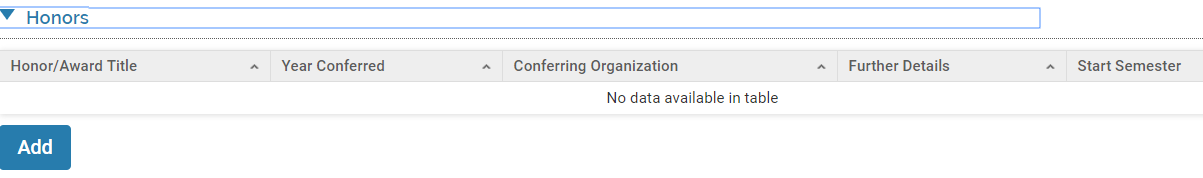 Honors
Honor/Award Title Year Conferred Conferring Organization Further Details Start Semester
No data available in table
Add